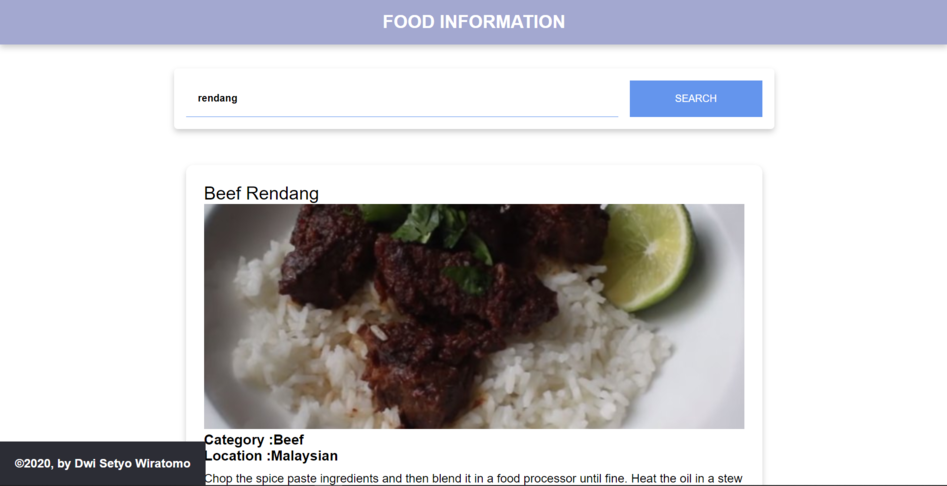 FOOD INFORMATION
rendang
SEARCH
Beef Rendang
Category :Beef
Location :Malaysian
Chop the spice paste ingredients and then blend it in a food processor until fine. Heat the oil in a stew
©2020, by Dwi Setyo Wiratomo